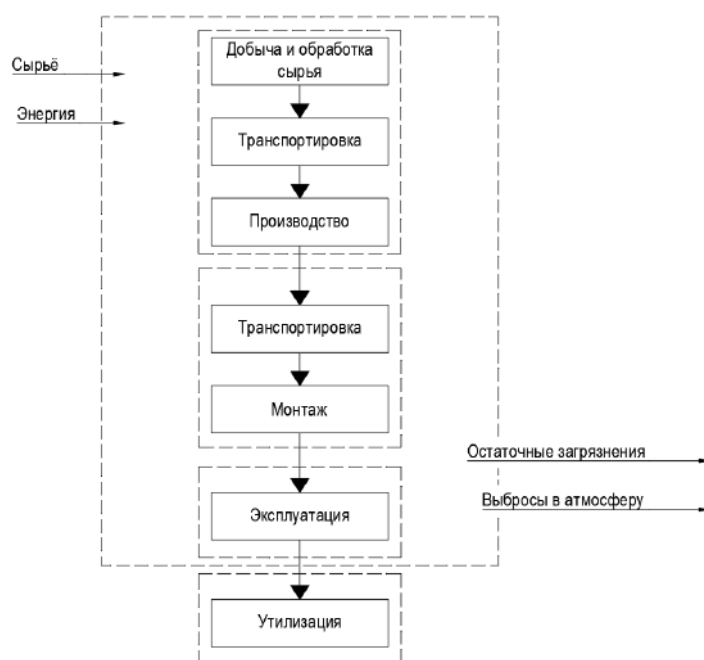 Добыча и обработка
сырья
Сырьё
Энергия
Транспортировка
Производство
Транспортировка
Монтаж
Остаточные загрязнения
Выбросы в атмосферу
Эксплуатация
Утилизация